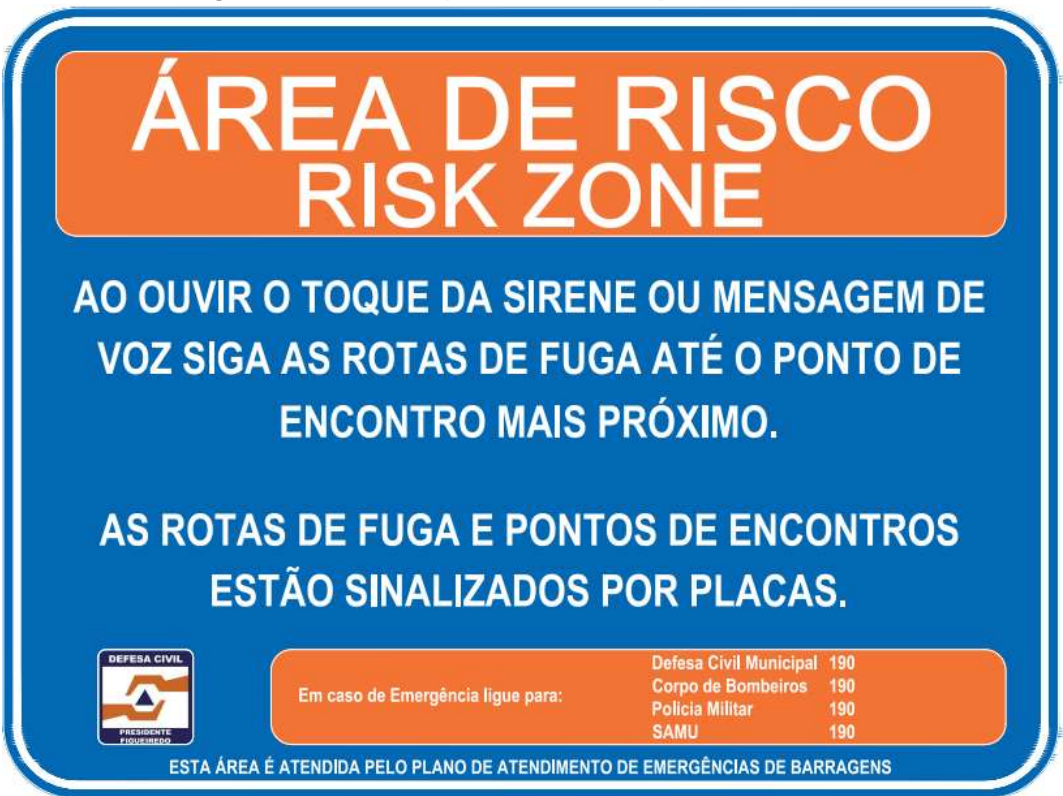 ÁREA DE RISCO
RISK ZONE
AO OUVIR O TOQUE DA SIRENE OU MENSAGEM DE
VOZ SIGA AS ROTAS DE FUGA ATÉ O PONTO DE
ENCONTRO MAIS PRÓXIMO.
AS ROTAS DE FUGA E PONTOS DE ENCONTROS
ESTÃO SINALIZADOS POR PLACAS.
DEFESA CIVIL
PRESIDENTE
FIGUEIREDO
Em caso de Emergência ligue para:
Defesa Civil Municipal 190
Corpo de Bombeiros 190
Policia Militar 190
SAMU 190
ESTA ÁREA É ATENDIDA PELO PLANO DE ATENDIMENTO DE EMERGÊNCIAS DE BARRAGENS